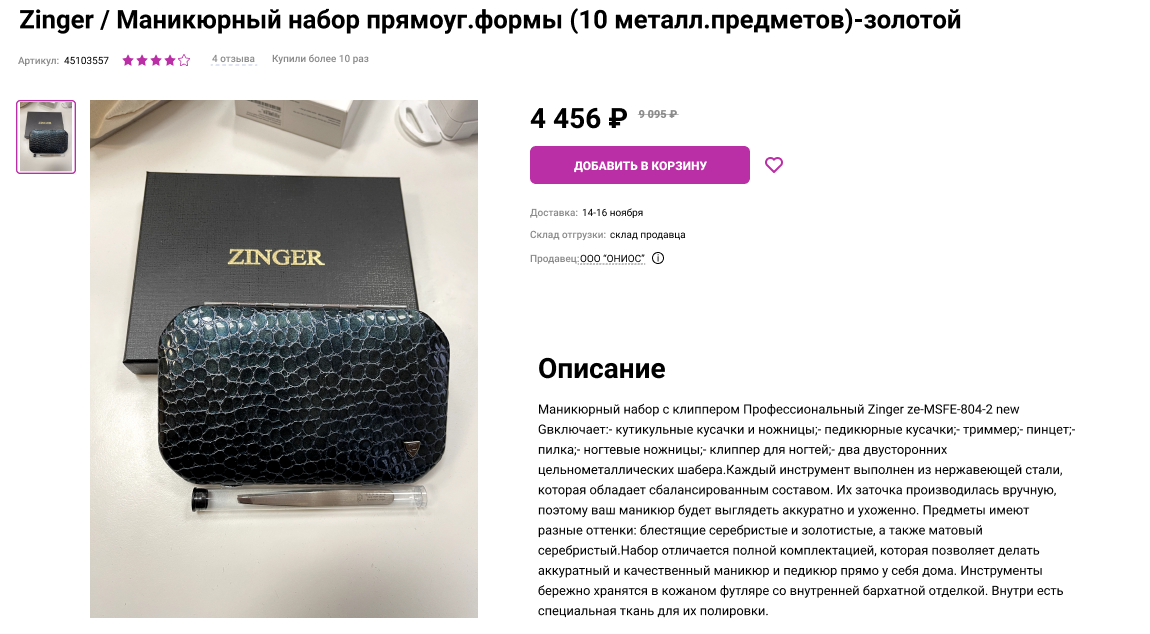 Zinger / Маникюрный набор прямоуг.формы (10 металл.предметов)-золотой
Артикул: 45103557 4 отзыва Купили более 10 раз
ZINGER
4 456 ₽ 9 095 ₽
ДОБАВИТЬ В КОРЗИНУ
Доставка: 14-16 ноября
Склад отгрузки: склад продавца
Продавец:ООО "ОНИОС"
Описание
Маникюрный набор с клиппером Профессиональный Zinger ze-MSFE-804-2 new
Gвключает:- кутикульные кусачки и ножницы;- педикюрные кусачки;- триммер;- пинцет;-
пилка;- ногтевые ножницы;- клиппер для ногтей;- два двусторонних
цельнометаллических шабера.Каждый инструмент выполнен из нержавеющей стали,
которая обладает сбалансированным составом. Их заточка производилась вручную,
поэтому ваш маникюр будет выглядеть аккуратно и ухоженно. Предметы имеют
разные оттенки: блестящие серебристые и золотистые, а также матовый
серебристый.Набор отличается полной комплектацией, которая позволяет делать
аккуратный и качественный маникюр и педикюр прямо у себя дома. Инструменты
бережно хранятся в кожаном футляре со внутренней бархатной отделкой. Внутри есть
специальная ткань для их полировки.